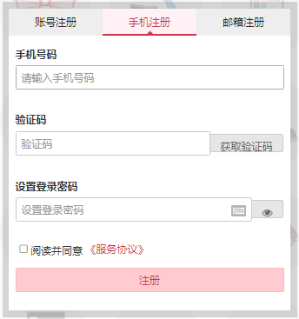 账号注册 手机注册 邮箱注册
手机号码
请输入手机号码
验证码
验证码 获取验证码
设置登录密码
设置登录密码
阅读并同意 《服务协议》
注册